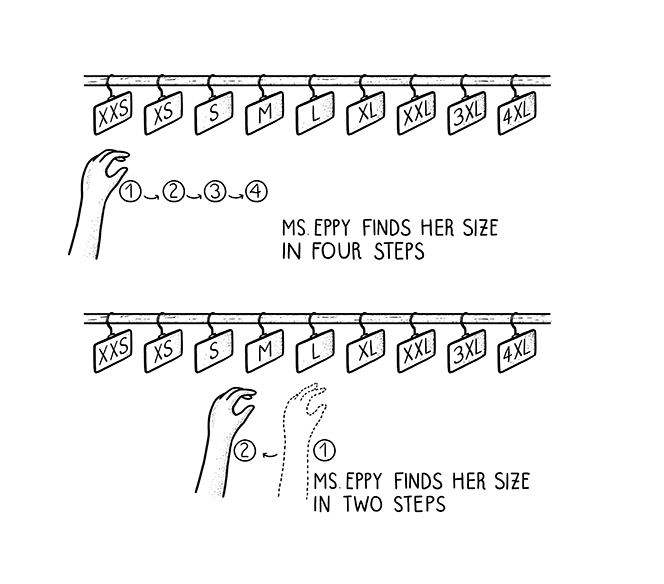 XXS XS S M L XL XXL 3XL 4XL
1 2 3 4
MS. EPPY FINDS HER SIZE
IN FOUR STEPS
XXS XS S M L XL XXL 3XL 4XL
2 1
MS. EPPY FINDS HER SIZE
IN TWO STEPS